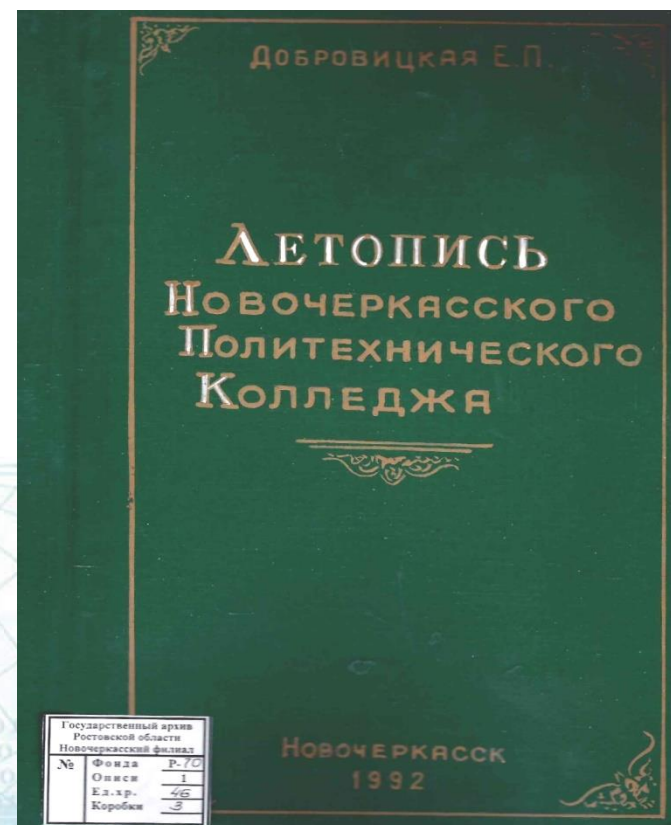 Добровицкая Е.П.
Летопись
Новочеркасского
Политехнического
Колледжа
Новочеркасск
1992
Государственный архив
Ростовской области
Новочеркасский филиал
№ Фонда Р-70
Описи 1
Ед.хр. 46
Коробки 3